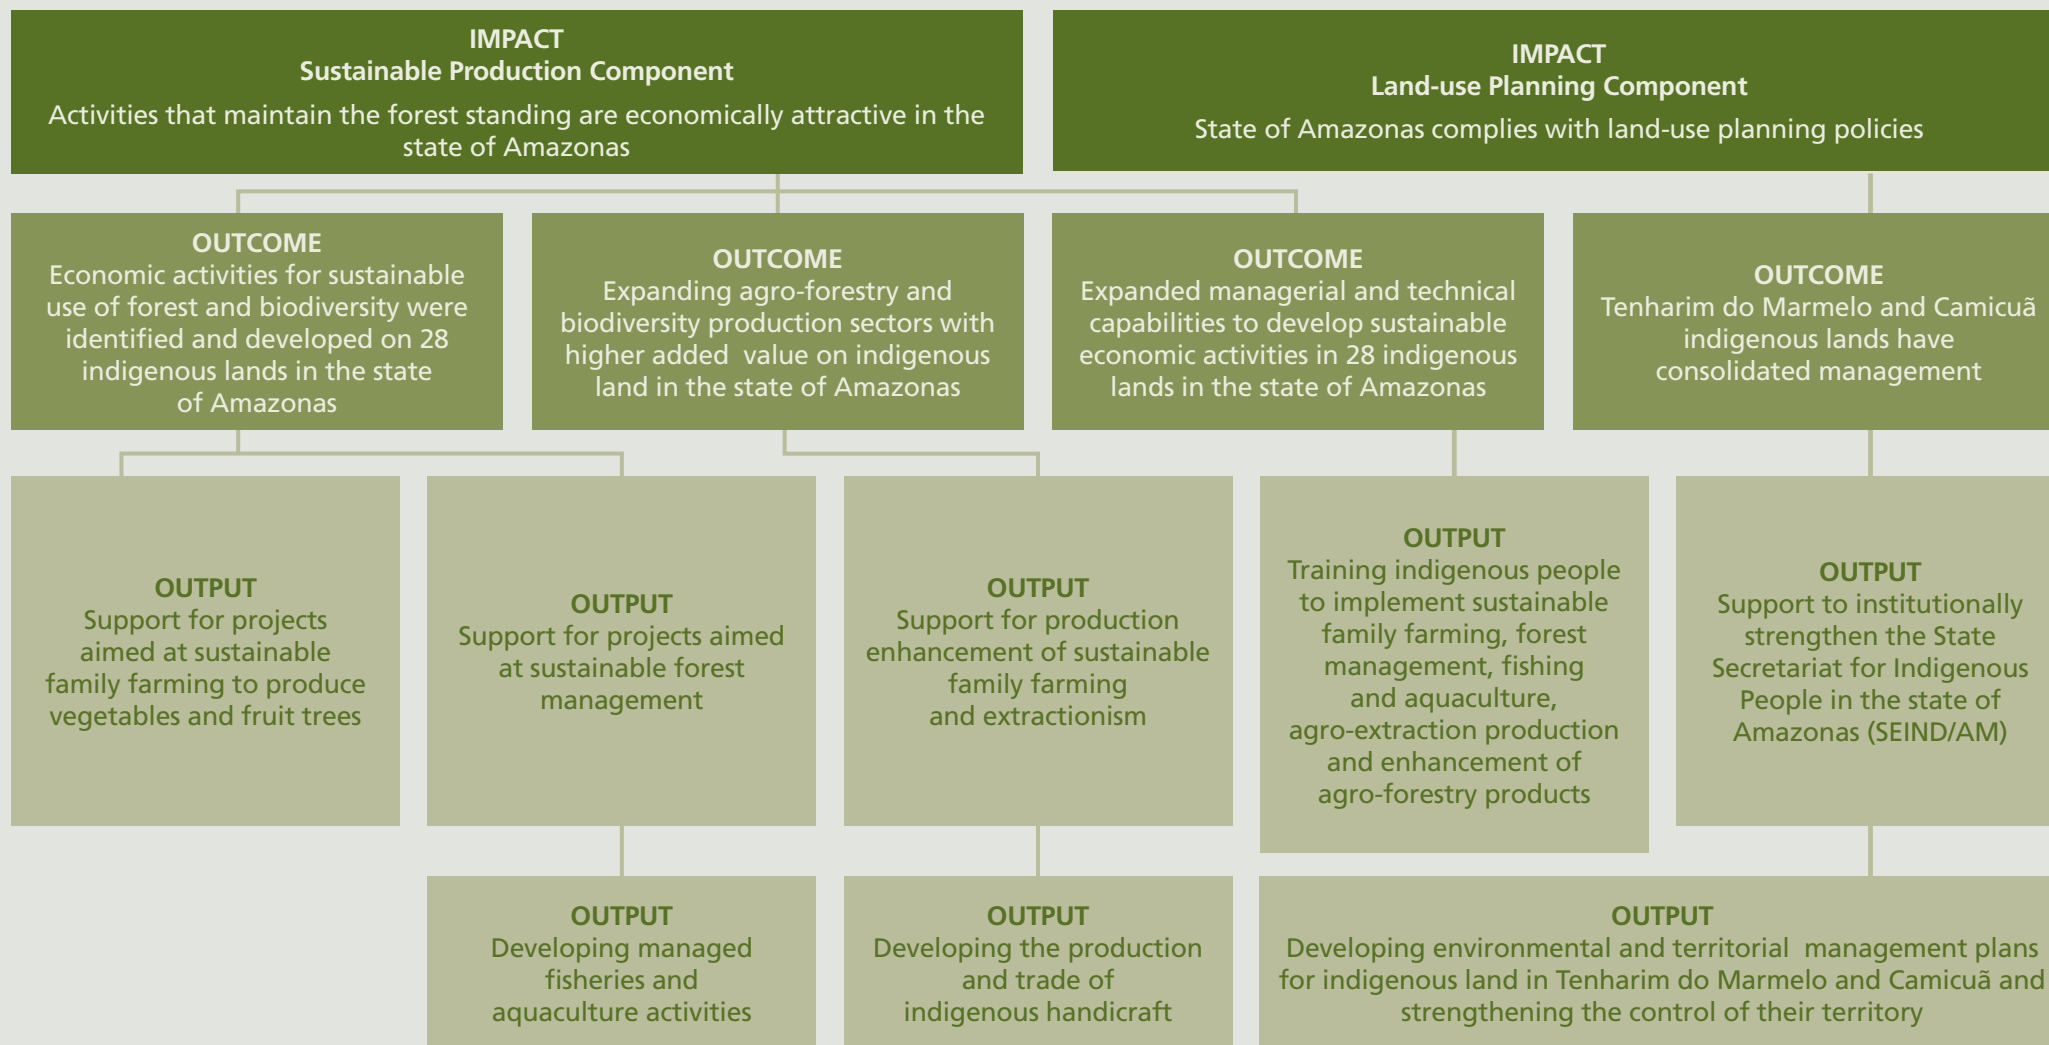 IMPACT
Sustainable Production Component
Activities that maintain the forest standing are economically attractive in the
state of Amazonas
IMPACT
Land-use Planning Component
State of Amazonas complies with land-use planning policies
OUTCOME
Economic activities for sustainable
use of forest and biodiversity were
identified and developed on 28
indigenous lands in the state
of Amazonas
OUTCOME
Expanding agro-forestry and
biodiversity production sectors with
higher added value on indigenous
land in the state of Amazonas
OUTCOME
Expanded managerial and technical
capabilities to develop sustainable
economic activities in 28 indigenous
lands in the state of Amazonas
OUTCOME
Tenharim do Marmelo and Camicuã
indigenous lands have
consolidated management
OUTPUT
Support for projects
aimed at sustainable
family farming to produce
vegetables and fruit trees
OUTPUT
Support for projects aimed
at sustainable forest
management
OUTPUT
Support for production
enhancement of sustainable
family farming
and extractionism
OUTPUT
Training indigenous people
to implement sustainable
family farming, forest
management, fishing
and aquaculture,
agro-extraction production
and enhancement of
agro-forestry products
OUTPUT
Support to institutionally
strengthen the State
Secretariat for Indigenous
People in the state of
Amazonas (SEIND/AM)
OUTPUT
Developing managed
fisheries and
aquaculture activities
OUTPUT
Developing the production
and trade of
indigenous handicraft
OUTPUT
Developing environmental and territorial management plans
for indigenous land in Tenharim do Marmelo and Camicuã and
strengthening the control of their territory